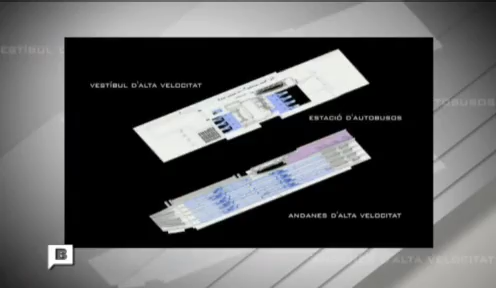 VESTÍBUL D'ALTA VELOCITAT
ESTACIÓ D'AUTOBUSOS
ANDANES D'ALTA VELOCITAT
B